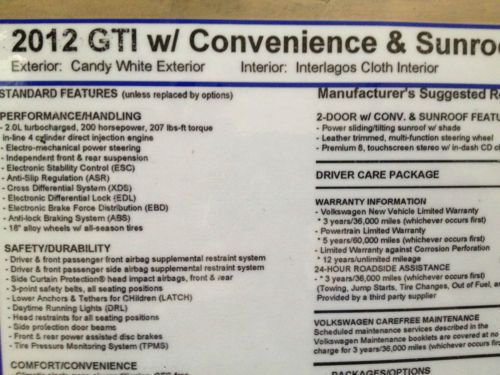 2012 GTI w/ Convenience & Sunroo
Exterior: Candy White Exterior Interior: Interlagos Cloth Interior
STANDARD FEATURES (unless replaced by options)
PERFORMANCE/HANDLING
- 2.0L turbocharged, 200 horsepower, 207 lbs-ft torque
in-line 4 cylinder direct injection engine
- Electro-mechanical power steering
- Independent front & rear suspension
- Electronic Stability Control (ESC)
- Anti-Slip Regulation (ASR)
- Cross Differential System (XDS)
- Electronic Differential Lock (EDL)
- Electronic Brake Force Distribution (EBD)
- Anti-lock Braking System (ABS)
- 18" alloy wheels w/ all-season tires
SAFETY/DURABILITY
- Driver & front passenger front airbag supplemental restraint system
- Driver & front passenger side airbag supplemental restraint system
- Side Curtain Protection® head impact airbags, front & rear
- 3-point safety belts, all seating positions
- Lower Anchors & Tethers for Children (LATCH)
- Daytime Running Lights (DRL)
- Head restraints for all seating positions
- Side protection door beams
- Front & rear power assisted disc brakes
- Tire Pressure Monitoring System (TPMS)
COMFORT/CONVENIENCE
Manufacturer's Suggested Re
2-DOOR w/ CONV. & SUNROOF FEATU
- Power sliding/tilting sunroof w/ shade
- Leather trimmed, multi-function steering wheel
- Premium 8, touchscreen stereo w/ in-dash CD c
DRIVER CARE PACKAGE
WARRANTY INFORMATION
- Volkswagen New Vehicle Limited Warranty
* 3 years/36,000 miles (whichever occurs first)
- Powertrain Limited Warranty
* 5 years/60,000 miles (whichever occurs first)
- Limited Warranty against Corrosion Perforation
* 12 years/unlimited mileage
24-HOUR ROADSIDE ASSISTANCE
* 3 years/36,000 miles (whichever occurs first)
(Towing, Jump Starts, Tire Changes, Out of Fuel, a
Provided by a third party supplier
VOLKSWAGEN CAREFREE MAINTENANCE
Scheduled maintenance services described in the
Volkswagen Maintenance booklets are covered at no
charge for 3 years/36,000 miles (whichever occurs firs
PACKAGES/OPTIONS